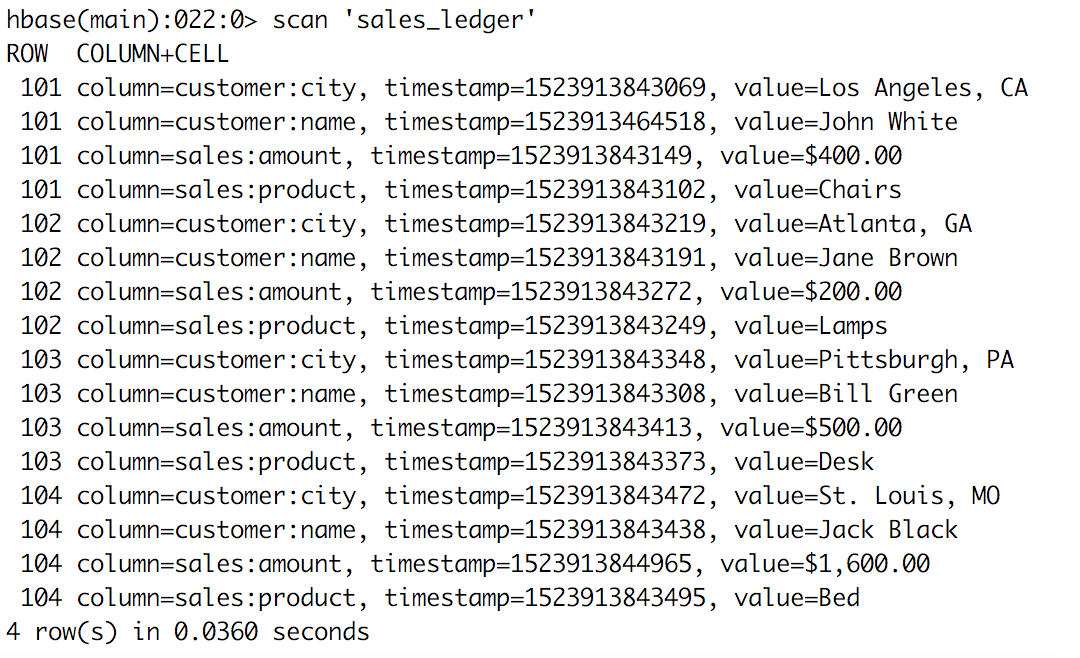 hbase(main):022:0> scan 'sales_ledger'
ROW  COLUMN+CELL
 101 column=customer:city, timestamp=1523913843069, value=Los Angeles, CA
 101 column=customer:name, timestamp=1523913464518, value=John White
 101 column=sales:amount, timestamp=1523913843149, value=$400.00
 101 column=sales:product, timestamp=1523913843102, value=Chairs
 102 column=customer:city, timestamp=1523913843219, value=Atlanta, GA
 102 column=customer:name, timestamp=1523913843191, value=Jane Brown
 102 column=sales:amount, timestamp=1523913843272, value=$200.00
 102 column=sales:product, timestamp=1523913843249, value=Lamps
 103 column=customer:city, timestamp=1523913843348, value=Pittsburgh, PA
 103 column=customer:name, timestamp=1523913843308, value=Bill Green
 103 column=sales:amount, timestamp=1523913843413, value=$500.00
 103 column=sales:product, timestamp=1523913843373, value=Desk
 104 column=customer:city, timestamp=1523913843472, value=St. Louis, MO
 104 column=customer:name, timestamp=1523913843438, value=Jack Black
 104 column=sales:amount, timestamp=1523913844965, value=$1,600.00
 104 column=sales:product, timestamp=1523913843495, value=Bed
4 row(s) in 0.0360 seconds